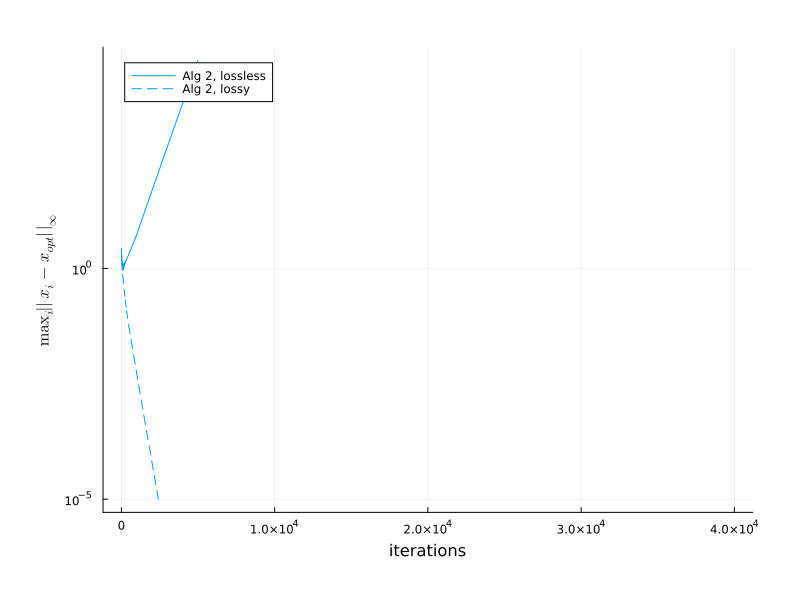 Alg 2, lossless
Alg 2, lossy
max_i||x_i − x_opt||_∞
10^0
10^−5
0
1.0×10^4
2.0×10^4
3.0×10^4
4.0×10^4
iterations